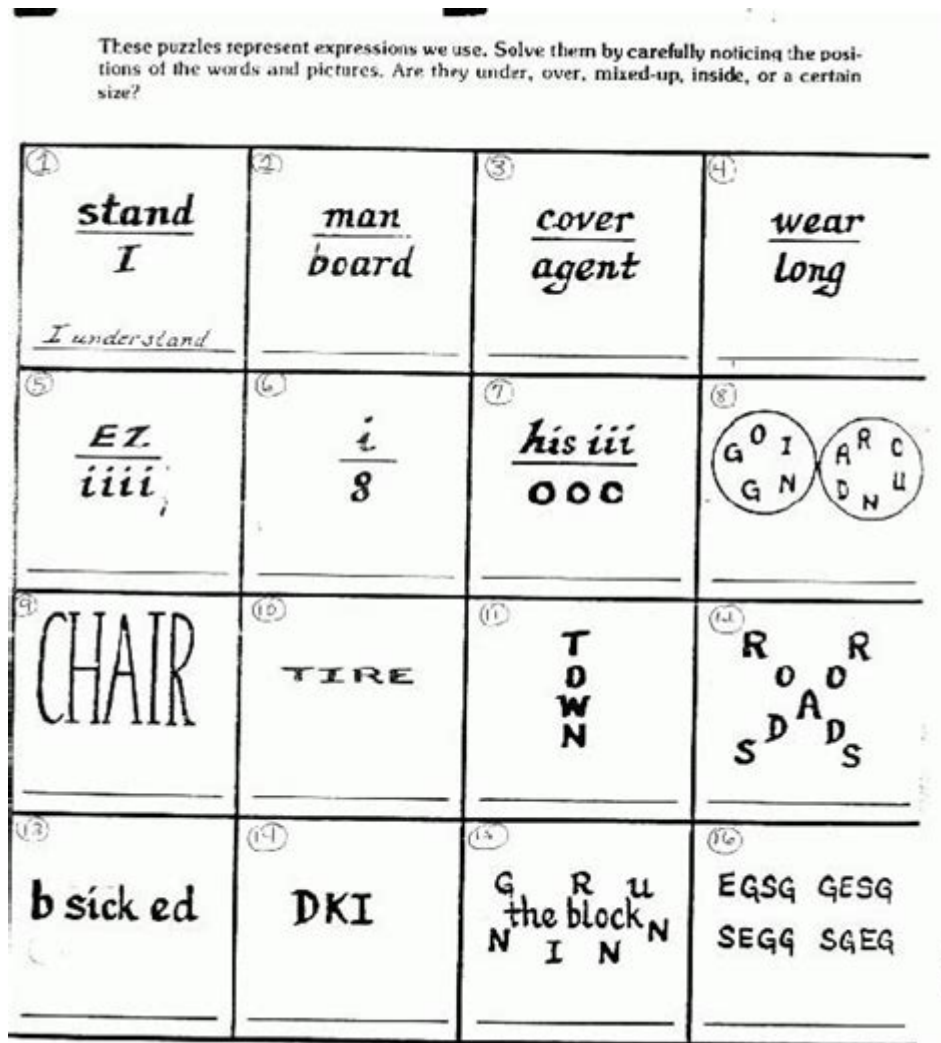 These puzzles represent expressions we use. Solve them by carefully noticing the posi-
tions of the words and pictures. Are they under, over, mixed-up, inside, or a certain
size?
1
stand
I
I understand
2
man
board
3
cover
agent
4
wear
long
5
EZ
iiii
6
i
8
7
his iii
O O O
8
GOING
AROUND
9
CHAIR
10
TIRE
11
T
O
W
N
12
R R
O O
A
D D
S S
13
b sick ed
14
DKI
15
G R U
the block
N I N N
16
EGSG GESG
SEGG SGEG